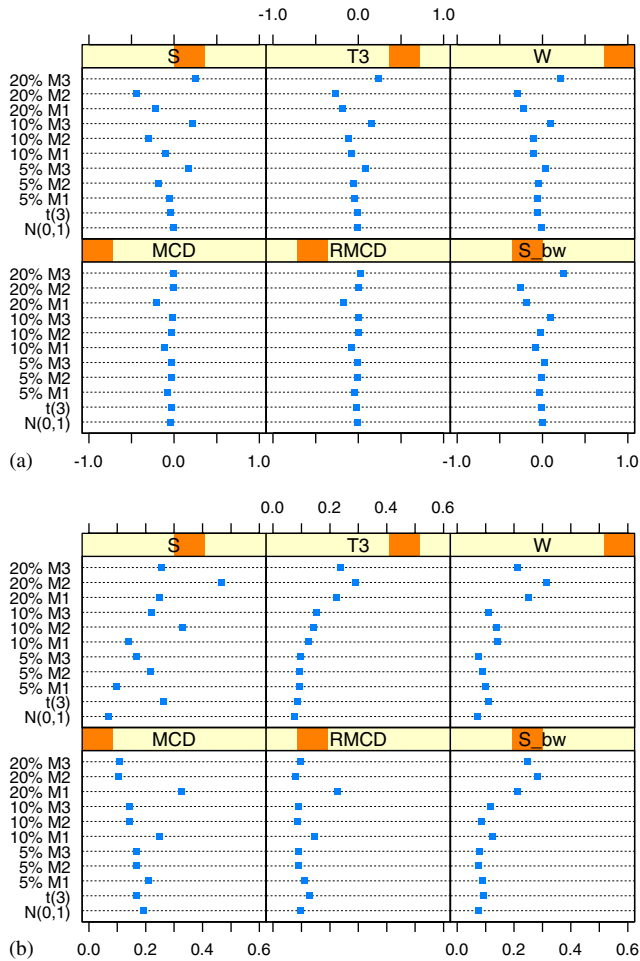 -1.0 0.0 1.0
S T3 W
20% M3
20% M2
20% M1
10% M3
10% M2
10% M1
5% M3
5% M2
5% M1
t(3)
N(0,1)
MCD RMCD S_bw
20% M3
20% M2
20% M1
10% M3
10% M2
10% M1
5% M3
5% M2
5% M1
t(3)
N(0,1)
(a)
-1.0 0.0 1.0 -1.0 0.0 1.0
0.0 0.2 0.4 0.6
S T3 W
20% M3
20% M2
20% M1
10% M3
10% M2
10% M1
5% M3
5% M2
5% M1
t(3)
N(0,1)
MCD RMCD S_bw
20% M3
20% M2
20% M1
10% M3
10% M2
10% M1
5% M3
5% M2
5% M1
t(3)
N(0,1)
(b)
0.0 0.2 0.4 0.6 0.0 0.2 0.4 0.6